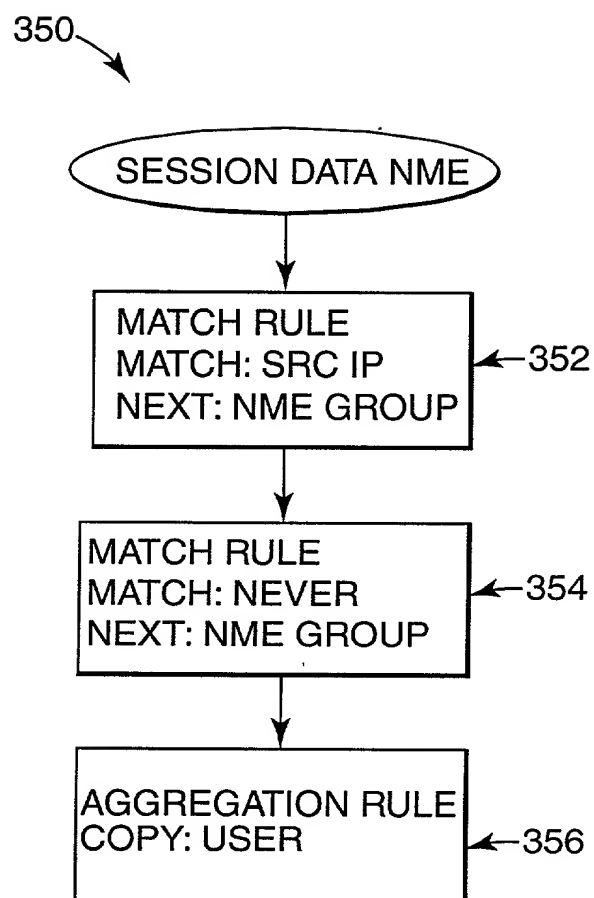 350
SESSION DATA NME
MATCH RULE
MATCH: SRC IP
NEXT: NME GROUP
352
MATCH RULE
MATCH: NEVER
NEXT: NME GROUP
354
AGGREGATION RULE
COPY: USER
356